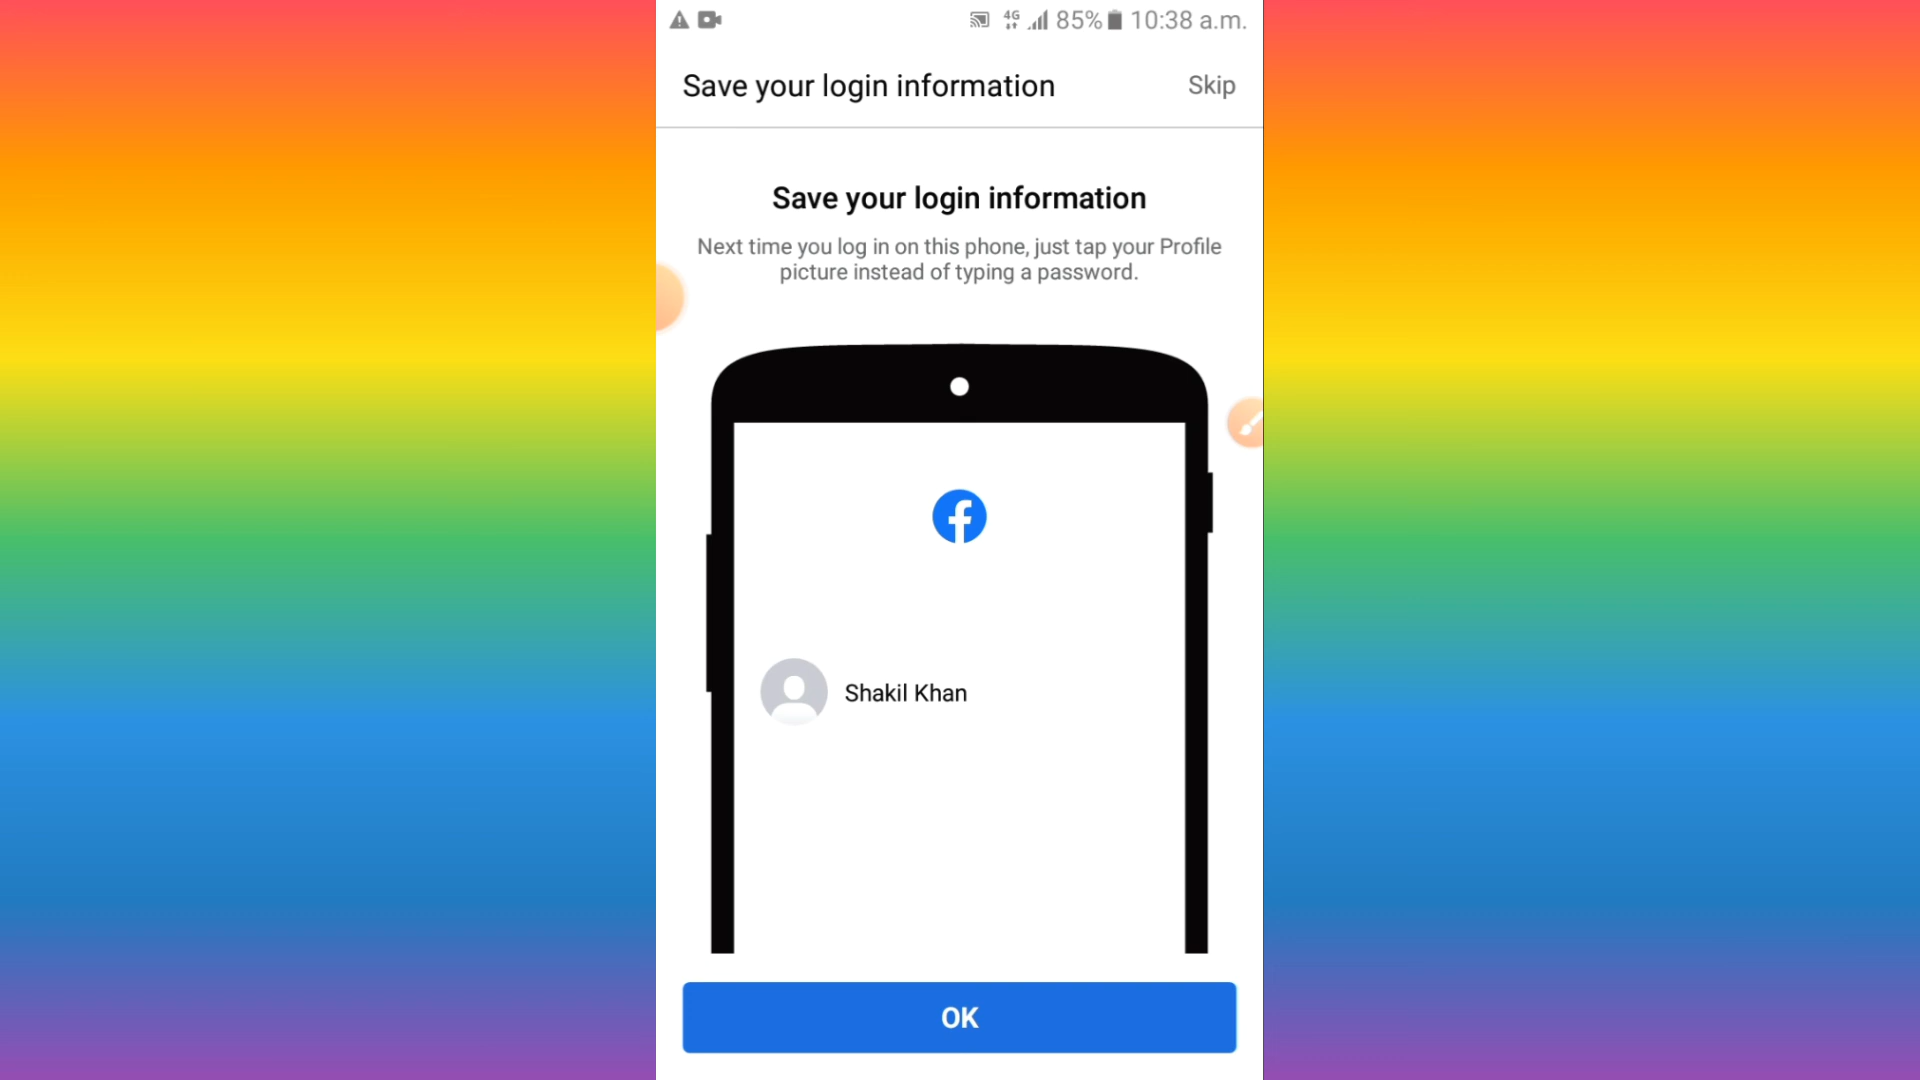 4G 85% 10:38 a.m.
Save your login information Skip
Save your login information
Next time you log in on this phone, just tap your Profile
picture instead of typing a password.
Shakil Khan
OK